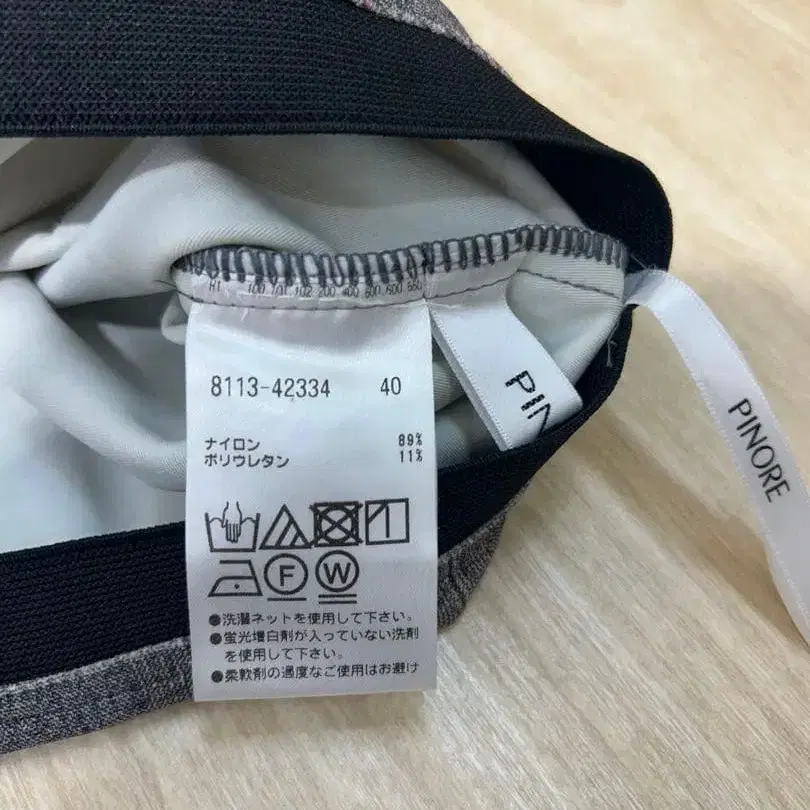 8113-42334 40
ナイロン 89%
ポリウレタン 11%
F W
●洗濯ネットを使用して下さい。
●蛍光増白剤が入っていない洗剤
を使用して下さい。
●柔軟剤の過度なご使用はお避け
PINORE